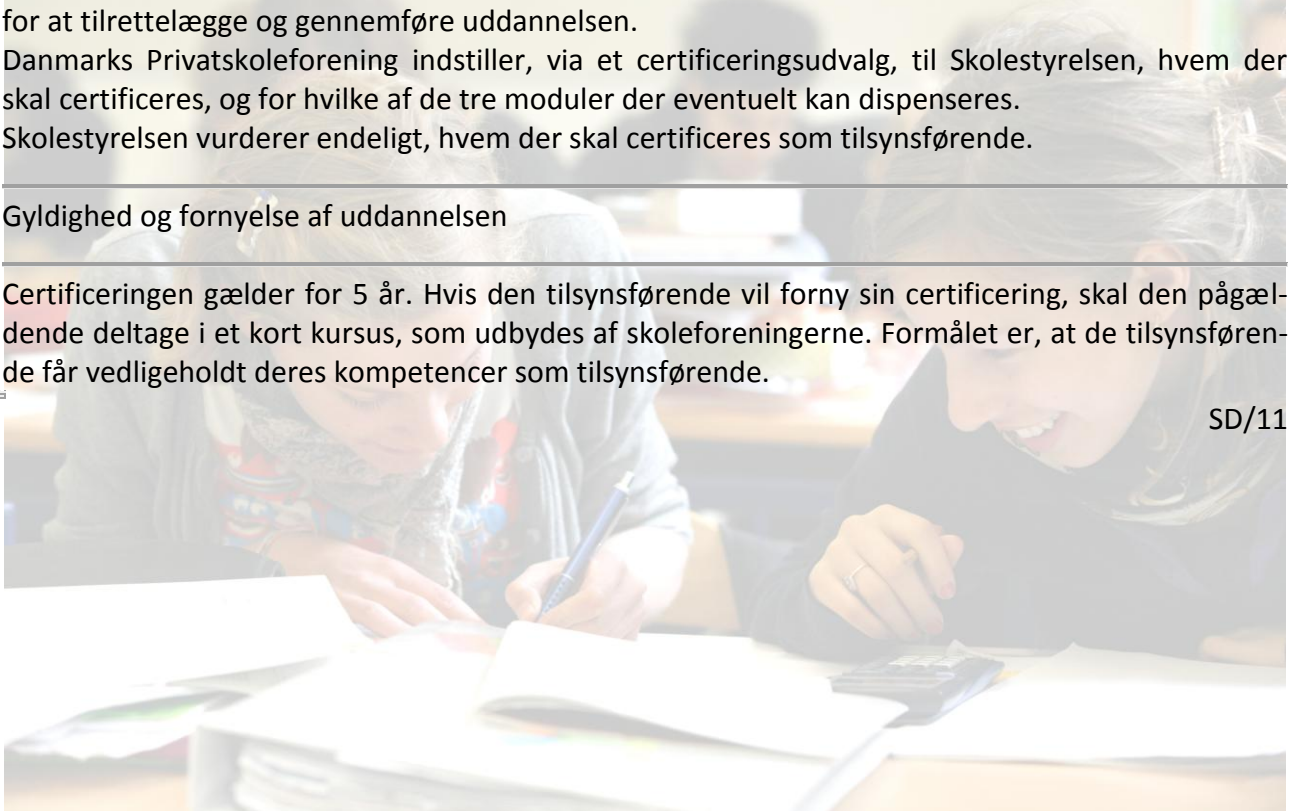 for at tilrettelægge og gennemføre uddannelsen.
Danmarks Privatskoleforening indstiller, via et certificeringsudvalg, til Skolestyrelsen, hvem der
skal certificeres, og for hvilke af de tre moduler der eventuelt kan dispenseres.
Skolestyrelsen vurderer endeligt, hvem der skal certificeres som tilsynsførende.
Gyldighed og fornyelse af uddannelsen
Certificeringen gælder for 5 år. Hvis den tilsynsførende vil forny sin certificering, skal den pågæl-
dende deltage i et kort kursus, som udbydes af skoleforeningerne. Formålet er, at de tilsynsføren-
de får vedligeholdt deres kompetencer som tilsynsførende.
SD/11